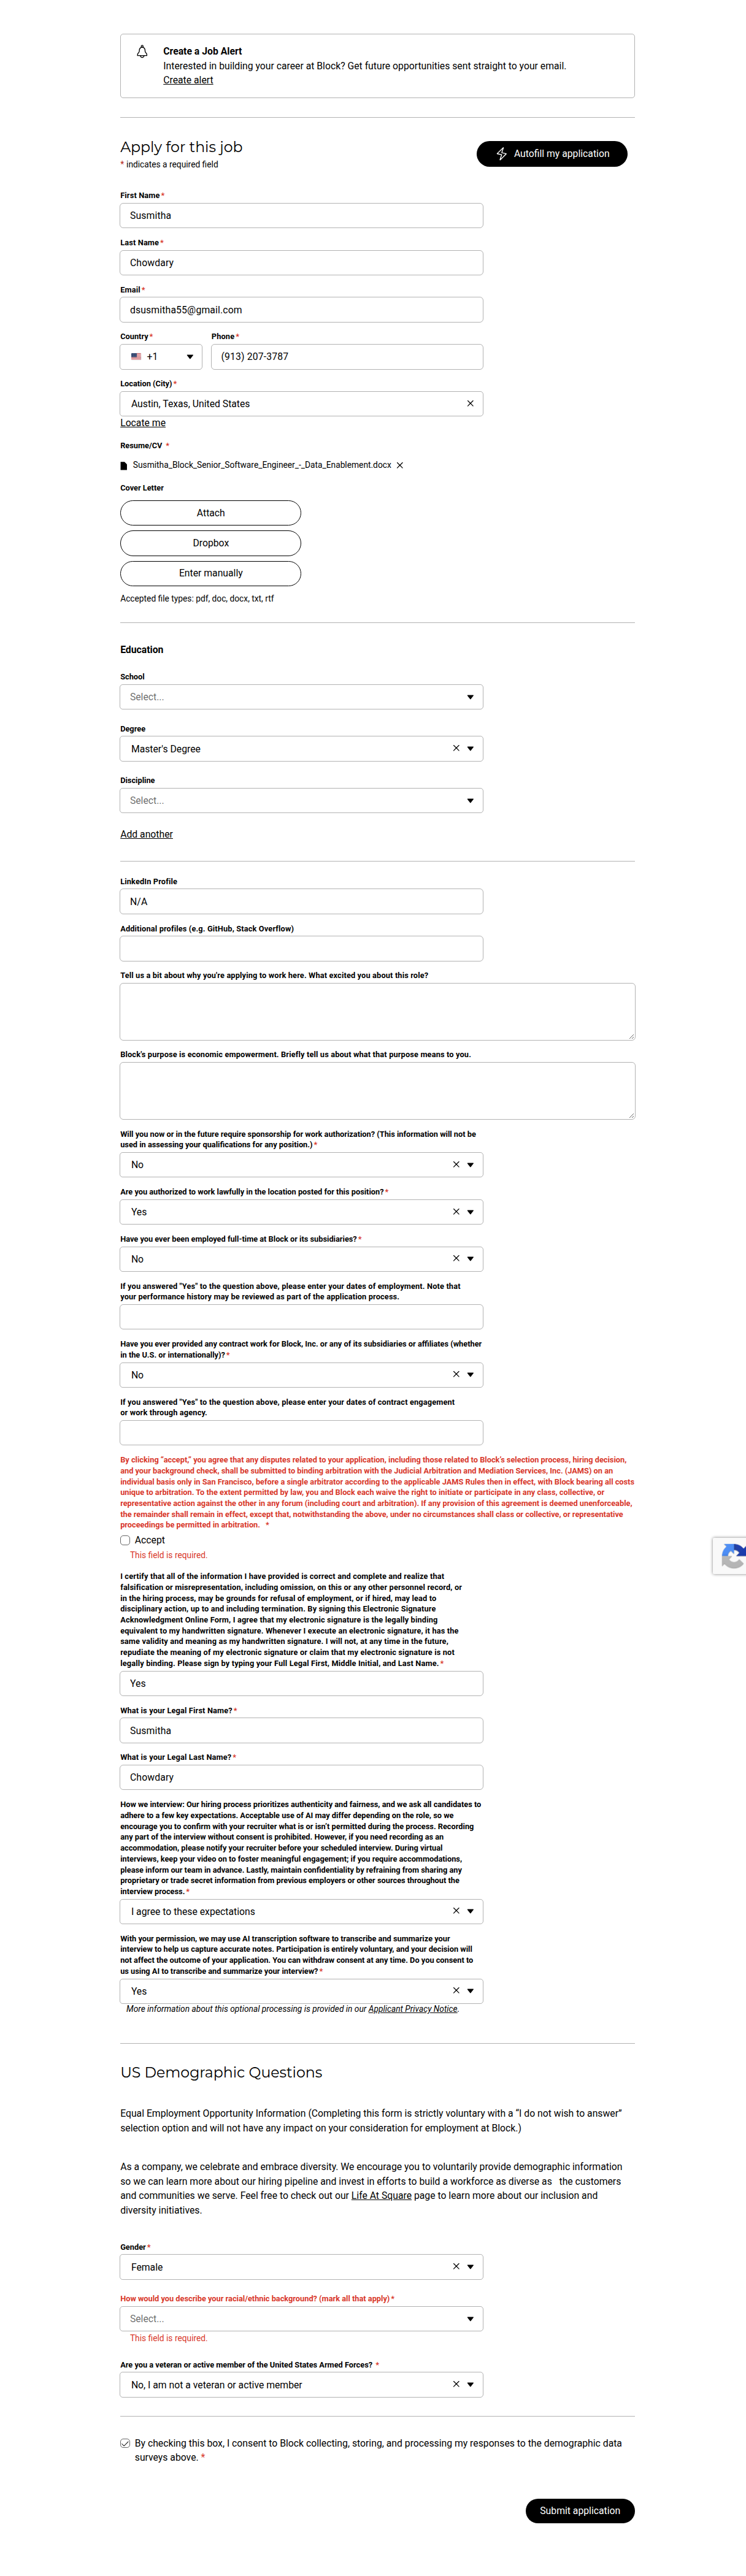 Create a Job Alert
Interested in building your career at Block? Get future opportunities sent straight to your email.
Create alert
Apply for this job
* indicates a required field
Autofill my application
First Name *
Susmitha
Last Name *
Chowdary
Email *
dsusmitha55@gmail.com
Country * Phone *
+1 (913) 207-3787
Location (City) *
Austin, Texas, United States
Locate me
Resume/CV *
Susmitha_Block_Senior_Software_Engineer_-_Data_Enablement.docx
Cover Letter
Attach
Dropbox
Enter manually
Accepted file types: pdf, doc, docx, txt, rtf
Education
School
Select...
Degree
Master's Degree
Discipline
Select...
Add another
LinkedIn Profile
N/A
Additional profiles (e.g. GitHub, Stack Overflow)
Tell us a bit about why you're applying to work here. What excited you about this role?
Block's purpose is economic empowerment. Briefly tell us about what that purpose means to you.
Will you now or in the future require sponsorship for work authorization? (This information will not be
used in assessing your qualifications for any position.) *
No
Are you authorized to work lawfully in the location posted for this position? *
Yes
Have you ever been employed full-time at Block or its subsidiaries? *
No
If you answered "Yes" to the question above, please enter your dates of employment. Note that
your performance history may be reviewed as part of the application process.
Have you ever provided any contract work for Block, Inc. or any of its subsidiaries or affiliates (whether
in the U.S. or internationally)? *
No
If you answered "Yes" to the question above, please enter your dates of contract engagement
or work through agency.
By clicking “accept,” you agree that any disputes related to your application, including those related to Block's selection process, hiring decision,
and your background check, shall be submitted to binding arbitration with the Judicial Arbitration and Mediation Services, Inc. (JAMS) on an
individual basis only in San Francisco, before a single arbitrator according to the applicable JAMS Rules then in effect, with Block bearing all costs
unique to arbitration. To the extent permitted by law, you and Block each waive the right to initiate or participate in any class, collective, or
representative action against the other in any forum (including court and arbitration). If any provision of this agreement is deemed unenforceable,
the remainder shall remain in effect, except that, notwithstanding the above, under no circumstances shall class or collective, or representative
proceedings be permitted in arbitration. *
Accept
This field is required.
I certify that all of the information I have provided is correct and complete and realize that
falsification or misrepresentation, including omission, on this or any other personnel record, or
in the hiring process, may be grounds for refusal of employment, or if hired, may lead to
disciplinary action, up to and including termination. By signing this Electronic Signature
Acknowledgment Online Form, I agree that my electronic signature is the legally binding
equivalent to my handwritten signature. Whenever I execute an electronic signature, it has the
same validity and meaning as my handwritten signature. I will not, at any time in the future,
repudiate the meaning of my electronic signature or claim that my electronic signature is not
legally binding. Please sign by typing your Full Legal First, Middle Initial, and Last Name. *
Yes
What is your Legal First Name? *
Susmitha
What is your Legal Last Name? *
Chowdary
How we interview: Our hiring process prioritizes authenticity and fairness, and we ask all candidates to
adhere to a few key expectations. Acceptable use of AI may differ depending on the role, so we
encourage you to confirm with your recruiter what is or isn't permitted during the process. Recording
any part of the interview without consent is prohibited. However, if you need recording as an
accommodation, please notify your recruiter before your scheduled interview. During virtual
interviews, keep your video on to foster meaningful engagement; if you require accommodations,
please inform our team in advance. Lastly, maintain confidentiality by refraining from sharing any
proprietary or trade secret information from previous employers or other sources throughout the
interview process. *
I agree to these expectations
With your permission, we may use AI transcription software to transcribe and summarize your
interview to help us capture accurate notes. Participation is entirely voluntary, and your decision will
not affect the outcome of your application. You can withdraw consent at any time. Do you consent to
us using AI to transcribe and summarize your interview? *
Yes
More information about this optional processing is provided in our Applicant Privacy Notice.
US Demographic Questions
Equal Employment Opportunity Information (Completing this form is strictly voluntary with a “I do not wish to answer”
selection option and will not have any impact on your consideration for employment at Block.)
As a company, we celebrate and embrace diversity. We encourage you to voluntarily provide demographic information
so we can learn more about our hiring pipeline and invest in efforts to build a workforce as diverse as the customers
and communities we serve. Feel free to check out our Life At Square page to learn more about our inclusion and
diversity initiatives.
Gender *
Female
How would you describe your racial/ethnic background? (mark all that apply) *
Select...
This field is required.
Are you a veteran or active member of the United States Armed Forces? *
No, I am not a veteran or active member
By checking this box, I consent to Block collecting, storing, and processing my responses to the demographic data
surveys above. *
Submit application